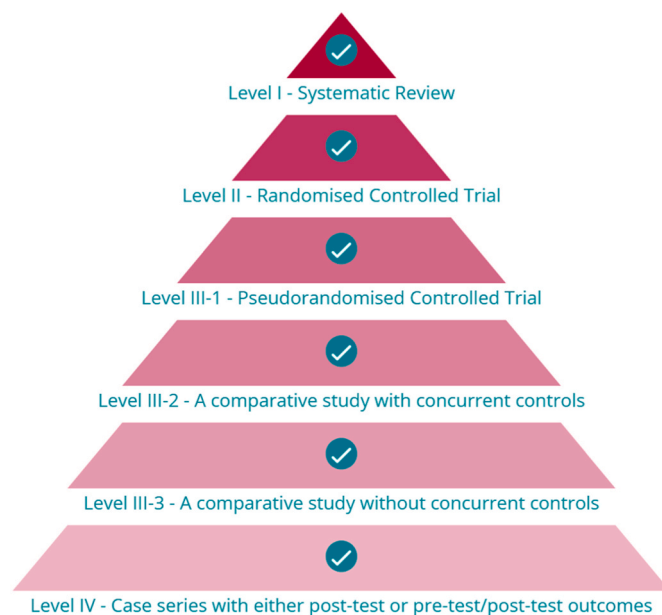 Level I - Systematic Review
Level II - Randomised Controlled Trial
Level III-1 - Pseudorandomised Controlled Trial
Level III-2 - A comparative study with concurrent controls
Level III-3 - A comparative study without concurrent controls
Level IV - Case series with either post-test or pre-test/post-test outcomes